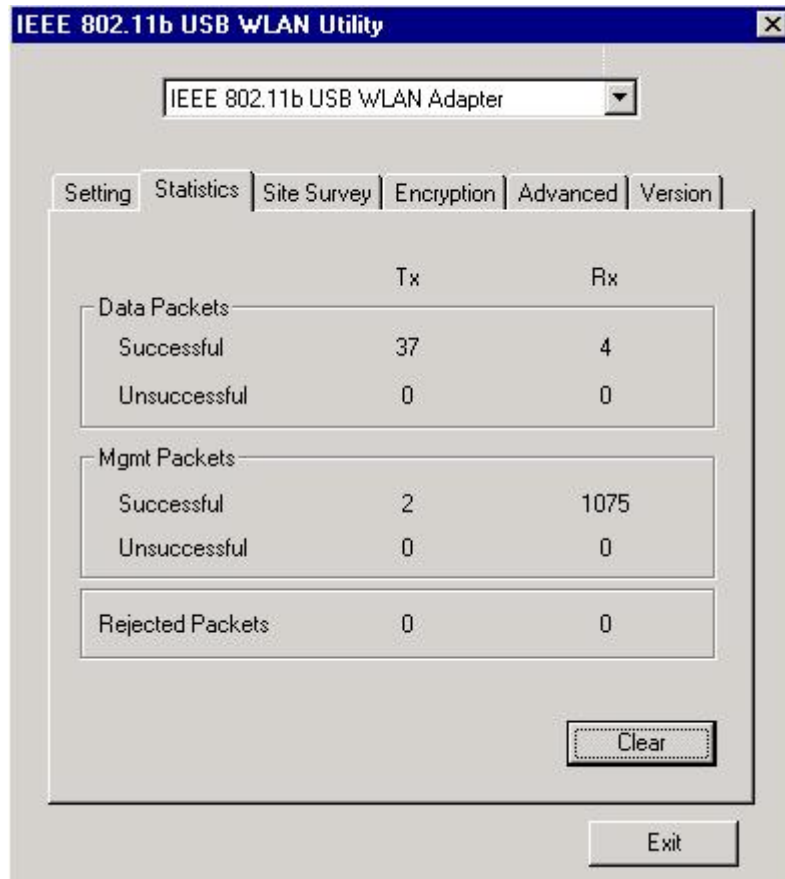 IEEE 802.11b USB WLAN Utility
IEEE 802.11b USB WLAN Adapter
Setting Statistics Site Survey Encryption Advanced Version
Tx Rx
Data Packets
Successful 37 4
Unsuccessful 0 0
Mgmt Packets
Successful 2 1075
Unsuccessful 0 0
Rejected Packets 0 0
Clear
Exit